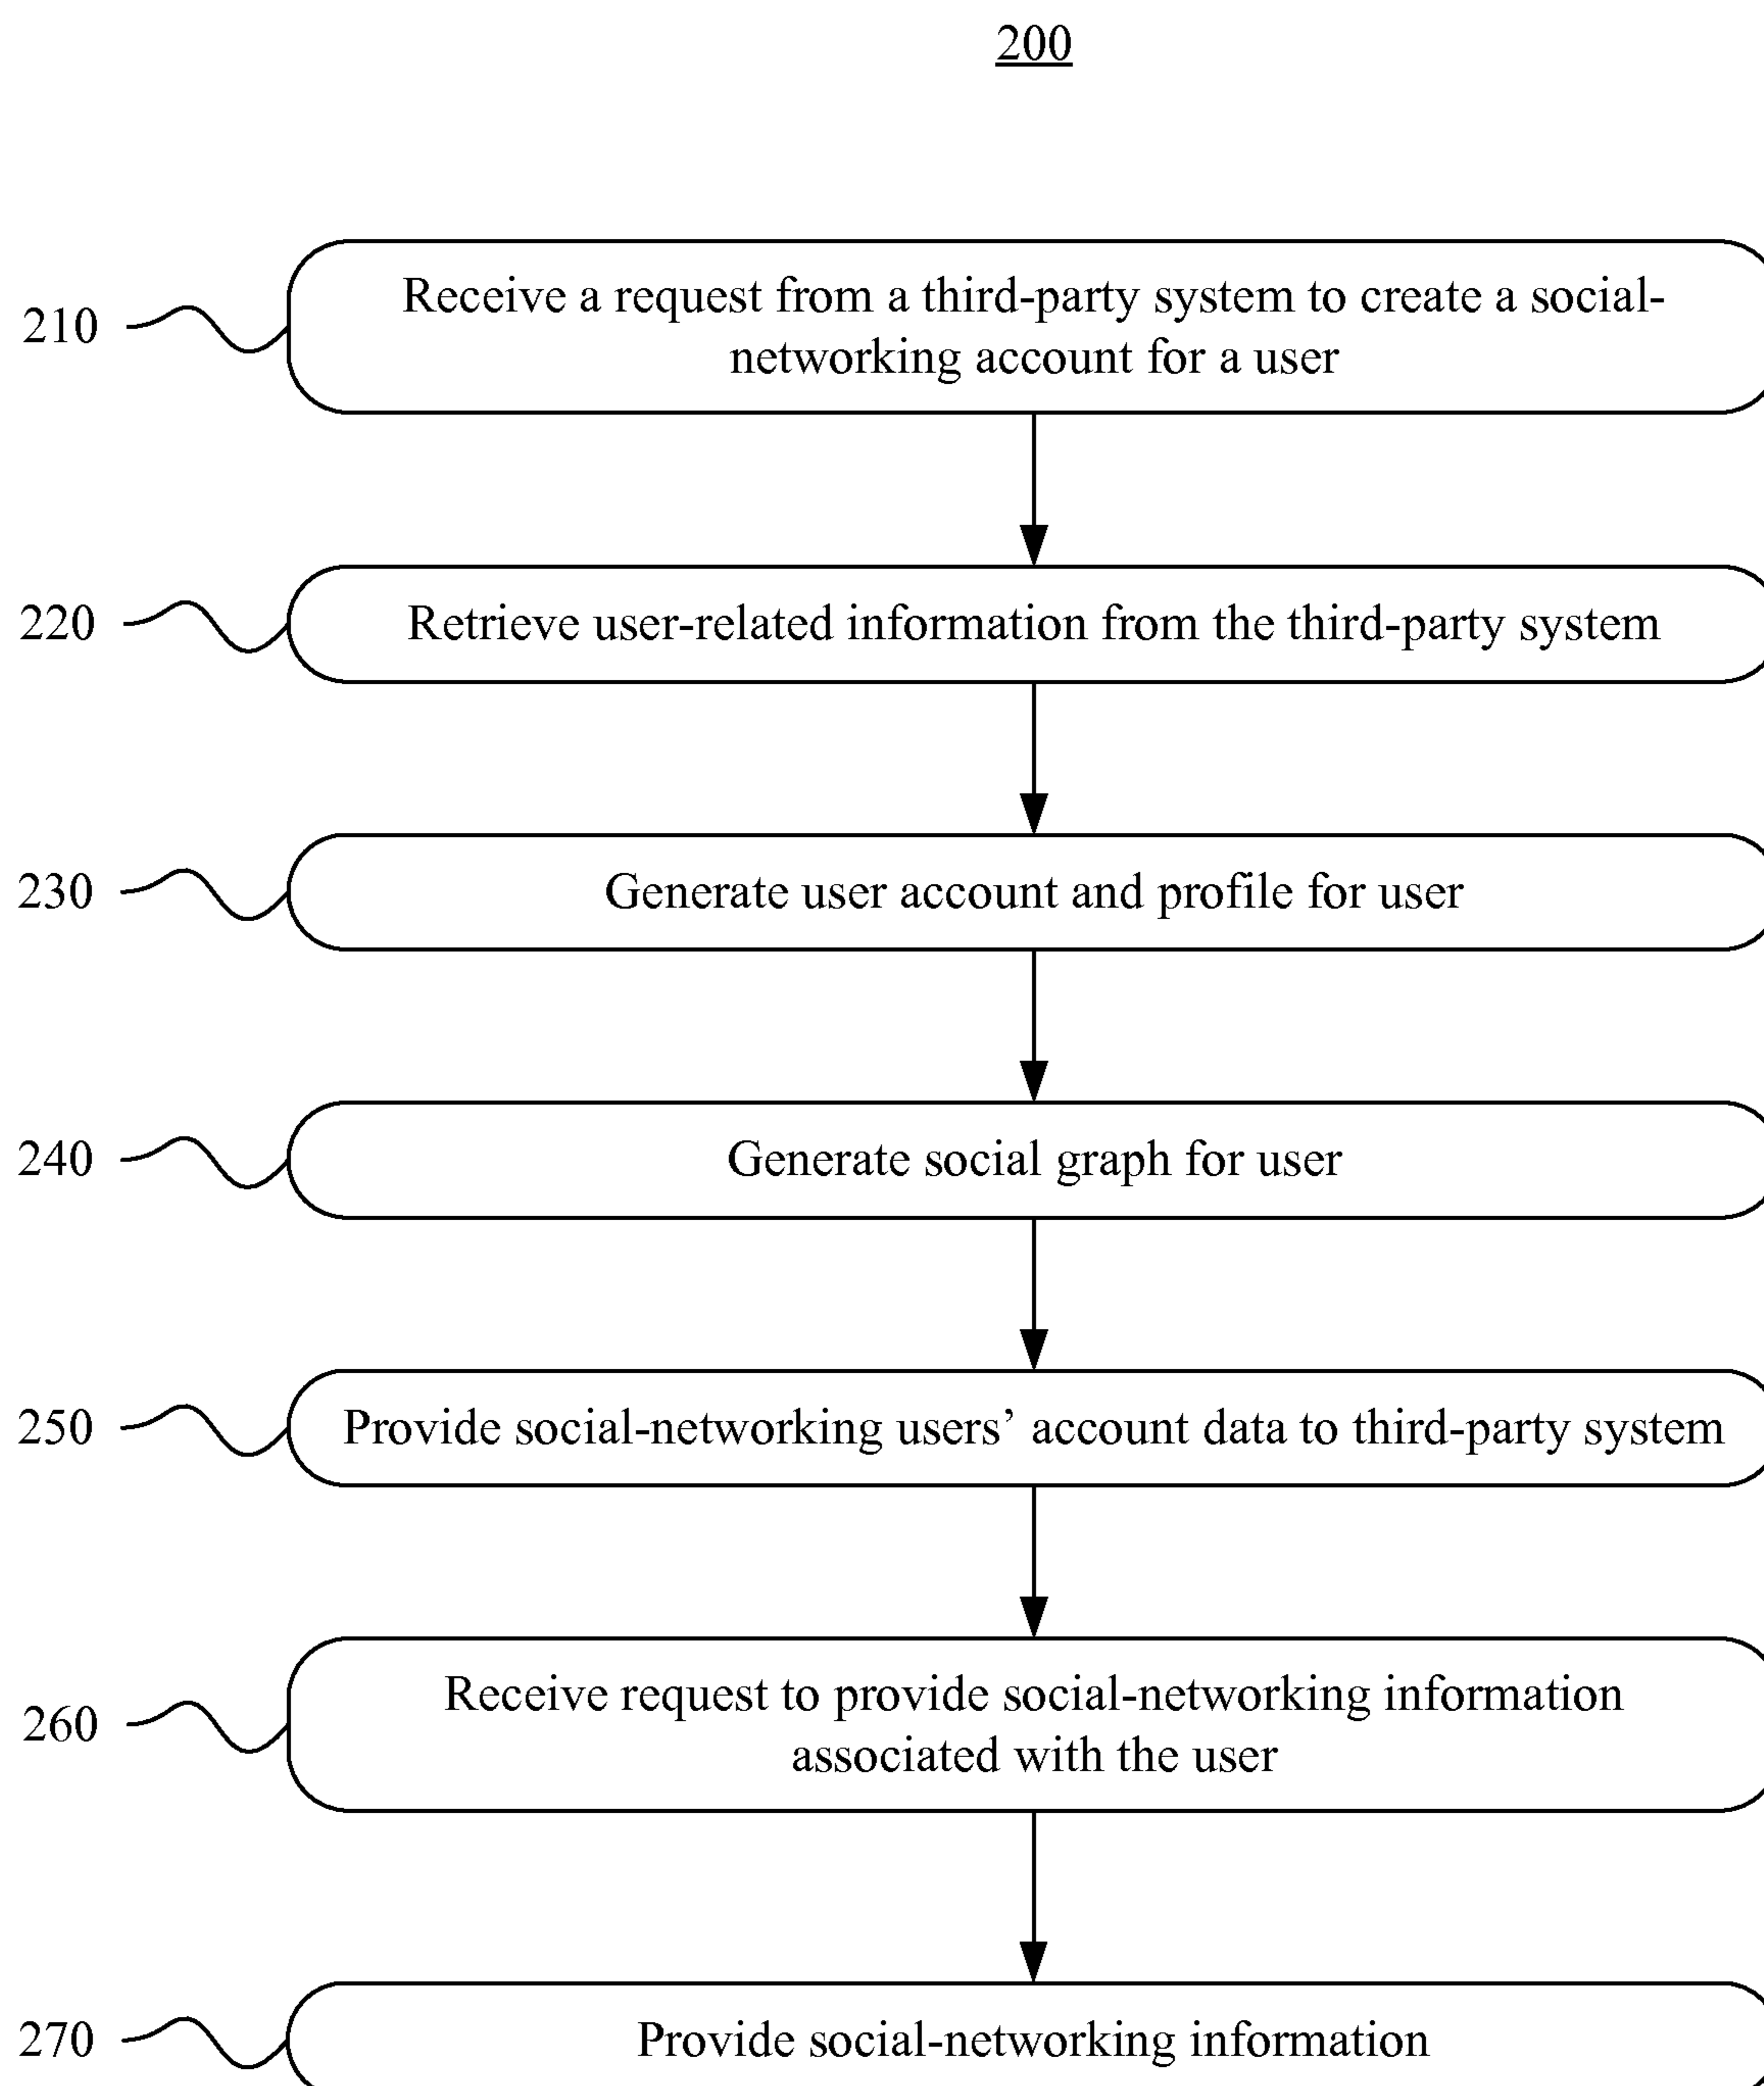 200
210
Receive a request from a third-party system to create a social-
networking account for a user
220
Retrieve user-related information from the third-party system
230
Generate user account and profile for user
240
Generate social graph for user
250
Provide social-networking users’ account data to third-party system
260
Receive request to provide social-networking information
associated with the user
270
Provide social-networking information